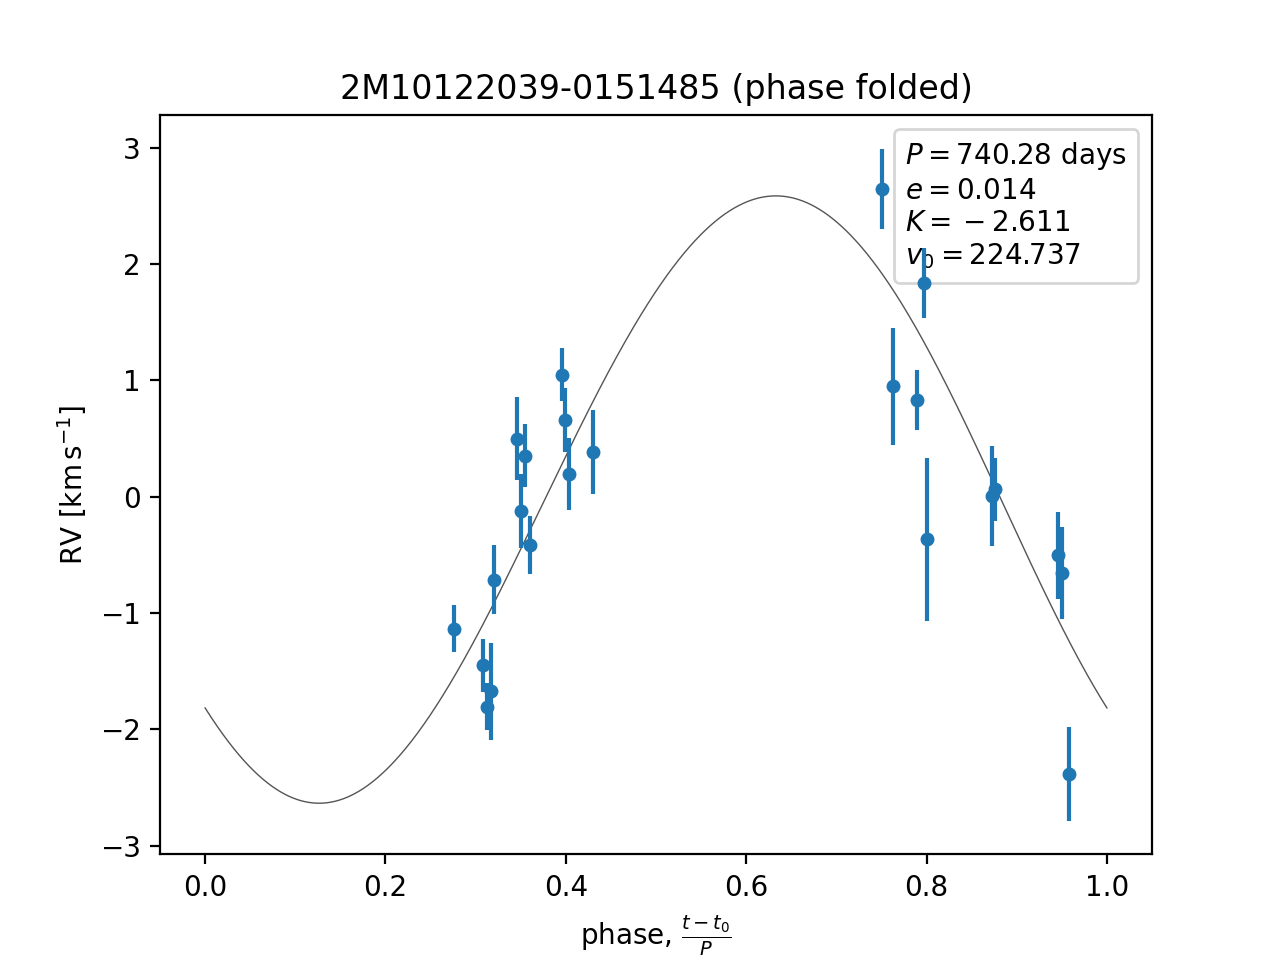 2M10122039-0151485 (phase folded)
P = 740.28 days
e = 0.014
K = − 2.611
v₀ = 224.737
RV [km s⁻¹]
3
2
1
0
−1
−2
−3
0.0 0.2 0.4 0.6 0.8 1.0
phase, (t − t₀)/P